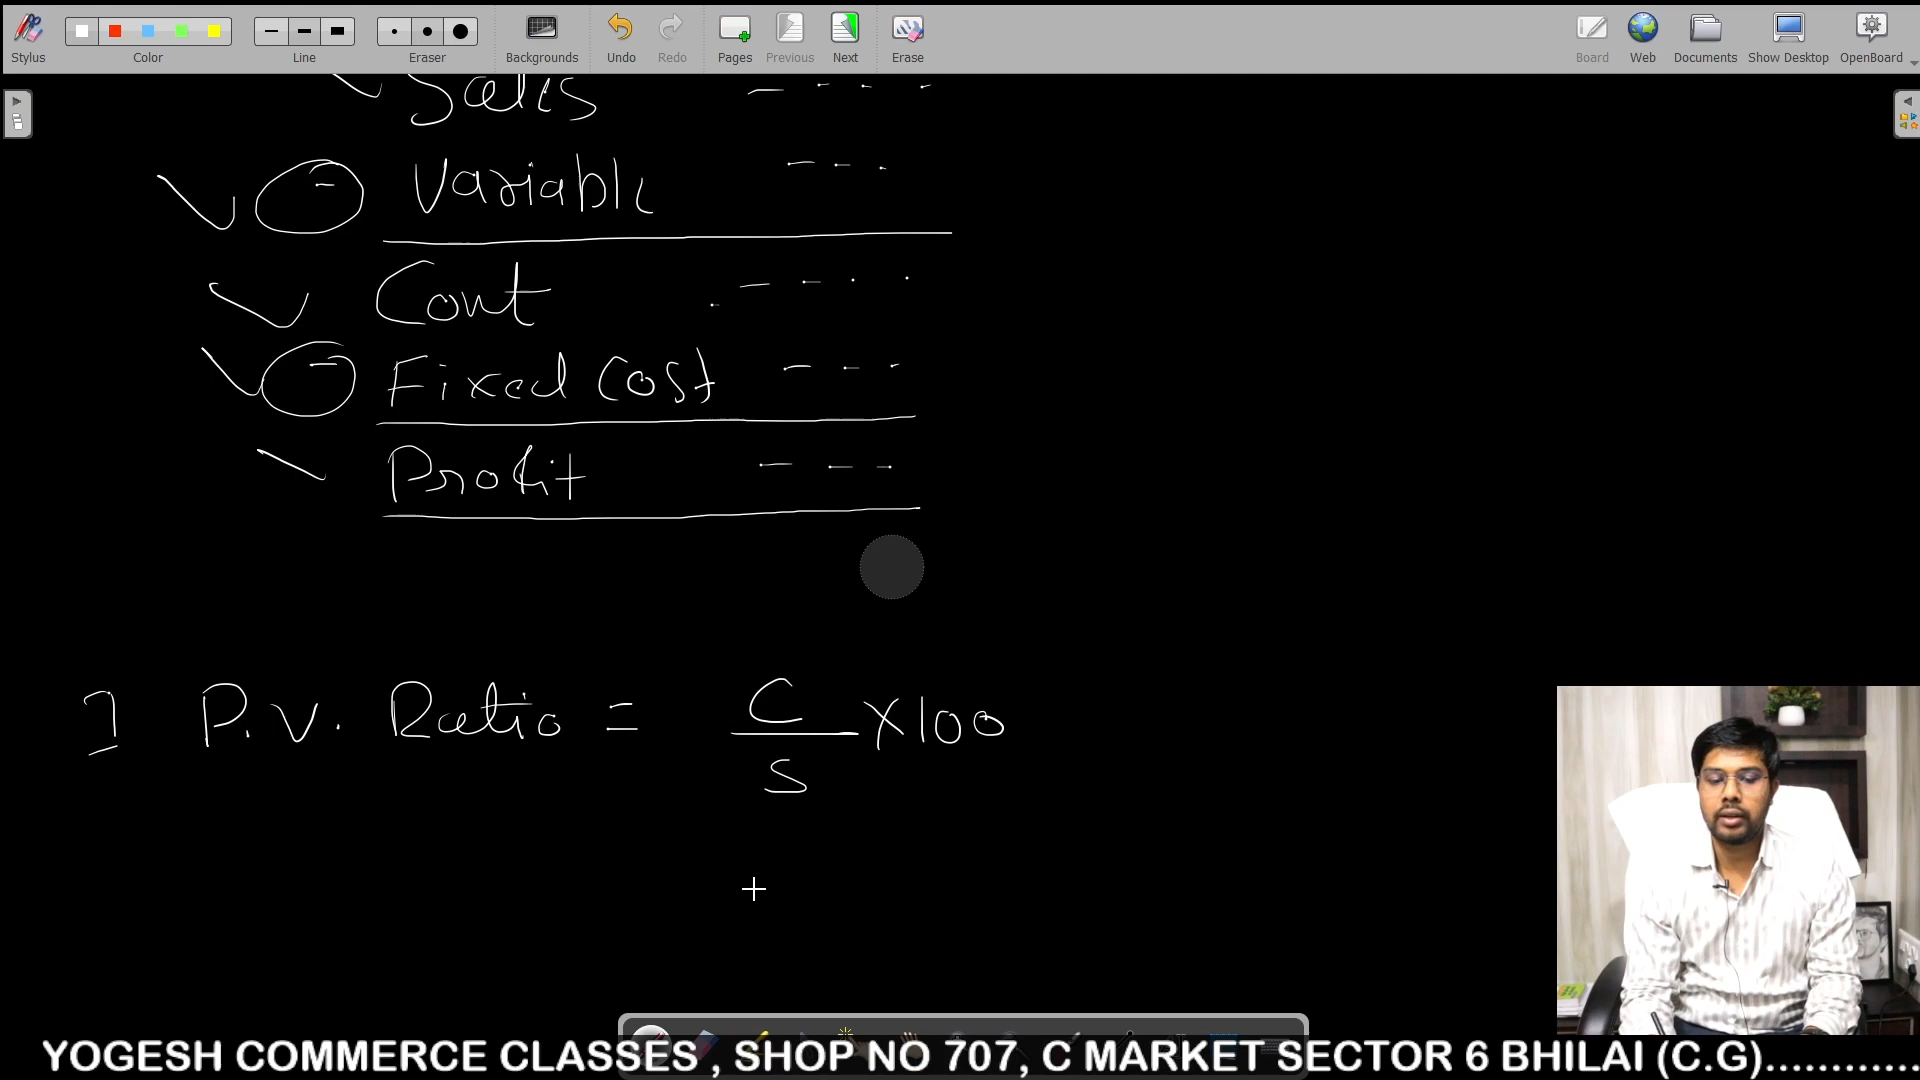 Stylus Color Line Eraser Backgrounds Undo Redo Pages Previous Next Erase Board Web Documents Show Desktop OpenBoard
Sales - - - -
- Variable - - -
Cont - - - -
- Fixed Cost - - -
Profit - - -
1 P.V. Ratio = C/S X100
YOGESH COMMERCE CLASSES , SHOP NO 707, C MARKET SECTOR 6 BHILAI (C.G)............